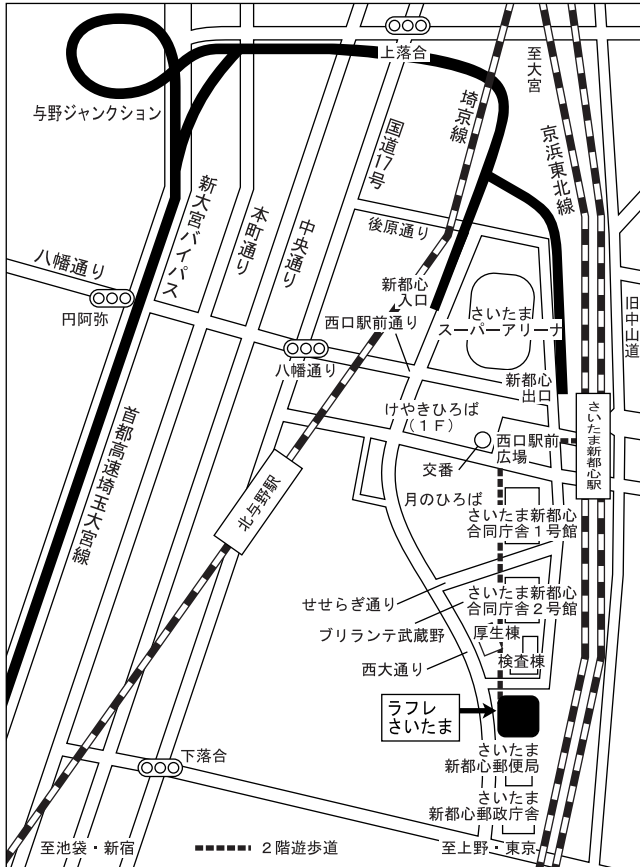 上落合
与野ジャンクション
至大宮
埼京線
京浜東北線
国道17号
新大宮バイパス
本町通り
中央通り
後原通り
八幡通り
円阿弥
新都心
入口
さいたま
スーパーアリーナ
旧中山道
西口駅前通り
八幡通り
新都心
出口
けやきひろば
（1F）
さいたま新都心駅
西口駅前
広場
交番
首都高速埼玉大宮線
北与野駅
月のひろば
さいたま新都心
合同庁舎1号館
せせらぎ通り
さいたま新都心
合同庁舎2号館
ブリランテ武蔵野
厚生棟
検査棟
西大通り
ラフレ
さいたま
さいたま
新都心郵便局
下落合
さいたま
新都心郵政庁舎
至池袋・新宿
2階遊歩道
至上野・東京